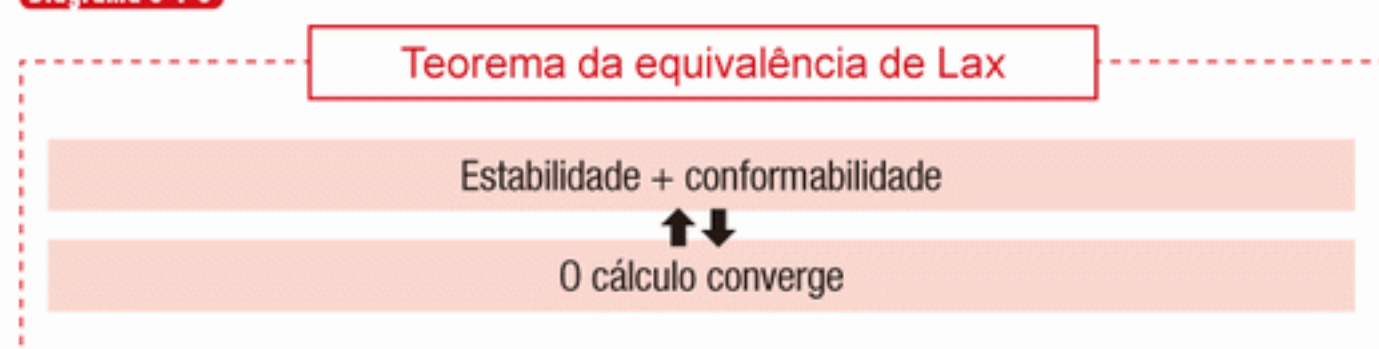 Teorema da equivalência de Lax
Estabilidade + conformabilidade
O cálculo converge